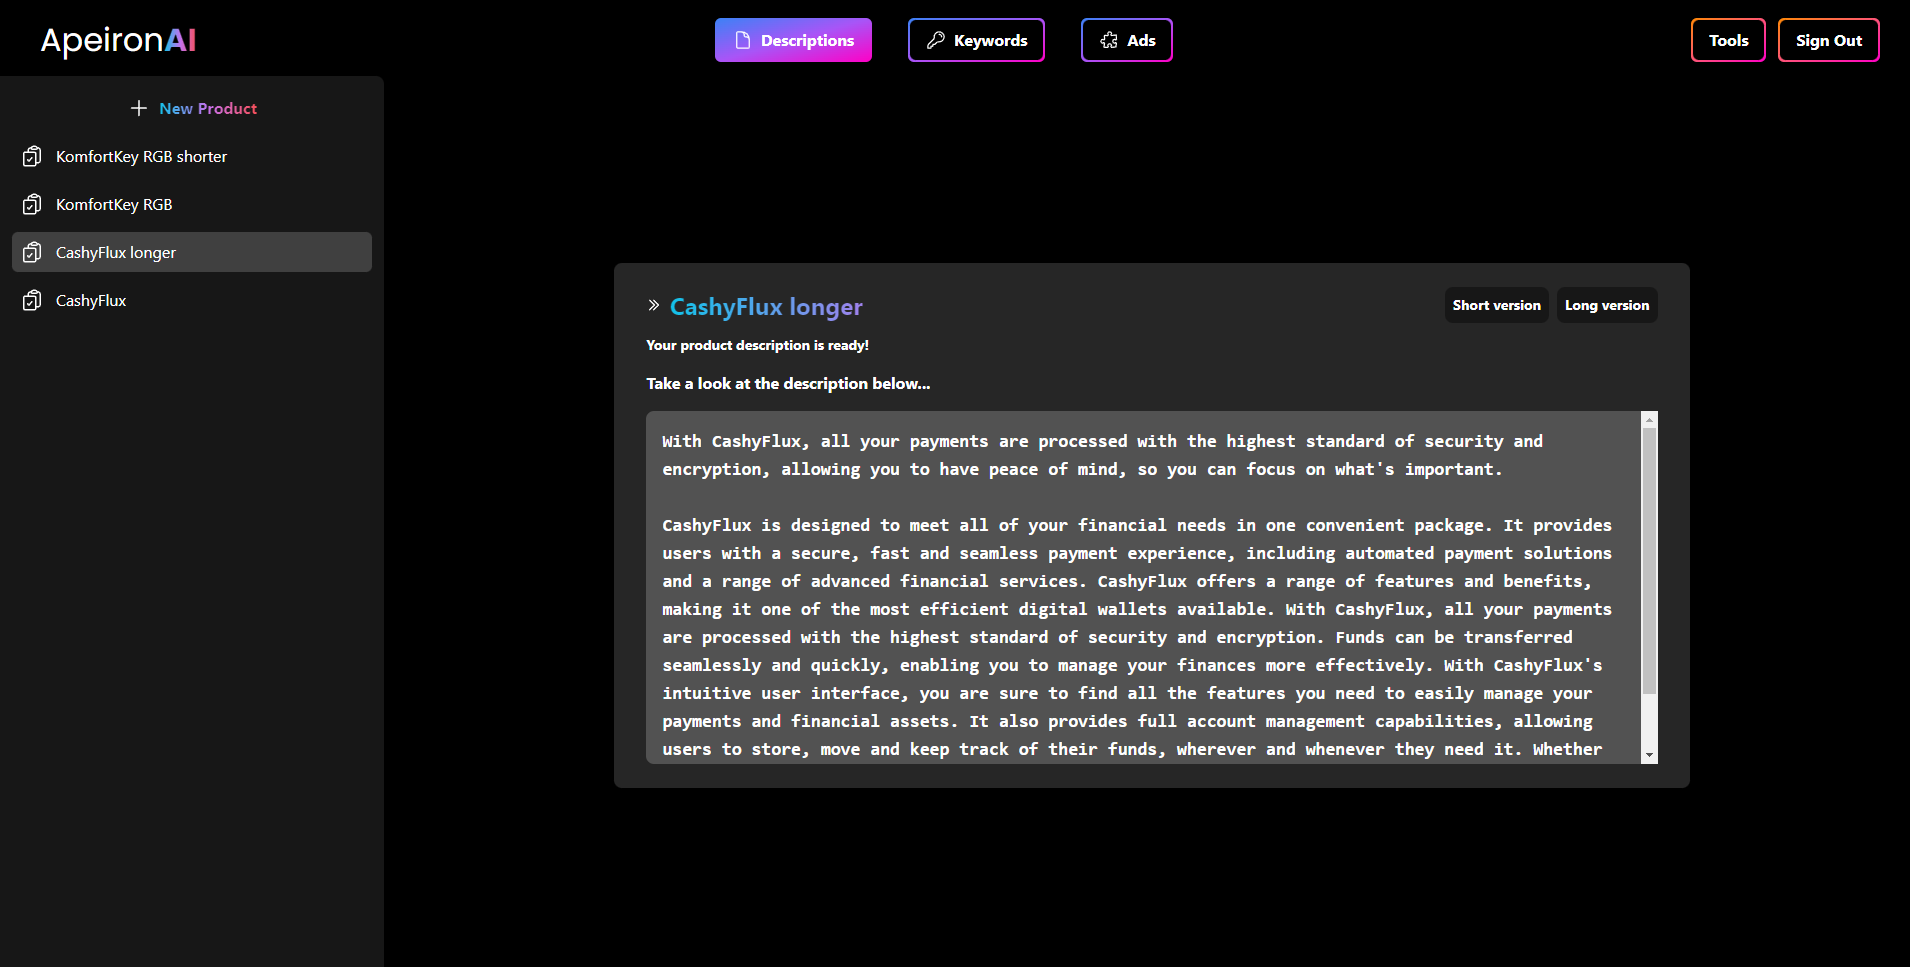 ApeironAI
Descriptions
Keywords
Ads
Tools
Sign Out
New Product
KomfortKey RGB shorter
KomfortKey RGB
CashyFlux longer
CashyFlux
CashyFlux longer
Short version
Long version
Your product description is ready!
Take a look at the description below...
With CashyFlux, all your payments are processed with the highest standard of security and
encryption, allowing you to have peace of mind, so you can focus on what's important.
CashyFlux is designed to meet all of your financial needs in one convenient package. It provides
users with a secure, fast and seamless payment experience, including automated payment solutions
and a range of advanced financial services. CashyFlux offers a range of features and benefits,
making it one of the most efficient digital wallets available. With CashyFlux, all your payments
are processed with the highest standard of security and encryption. Funds can be transferred
seamlessly and quickly, enabling you to manage your finances more effectively. With CashyFlux's
intuitive user interface, you are sure to find all the features you need to easily manage your
payments and financial assets. It also provides full account management capabilities, allowing
users to store, move and keep track of their funds, wherever and whenever they need it. Whether